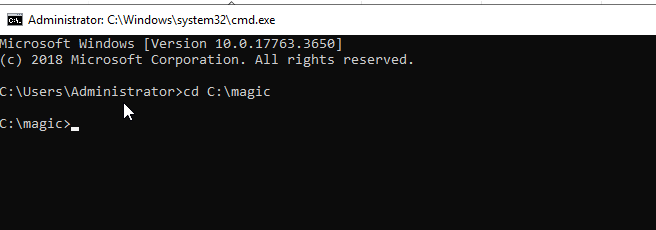 Administrator: C:\Windows\system32\cmd.exe
Microsoft Windows [Version 10.0.17763.3650]
(c) 2018 Microsoft Corporation. All rights reserved.
C:\Users\Administrator>cd C:\magic
C:\magic>